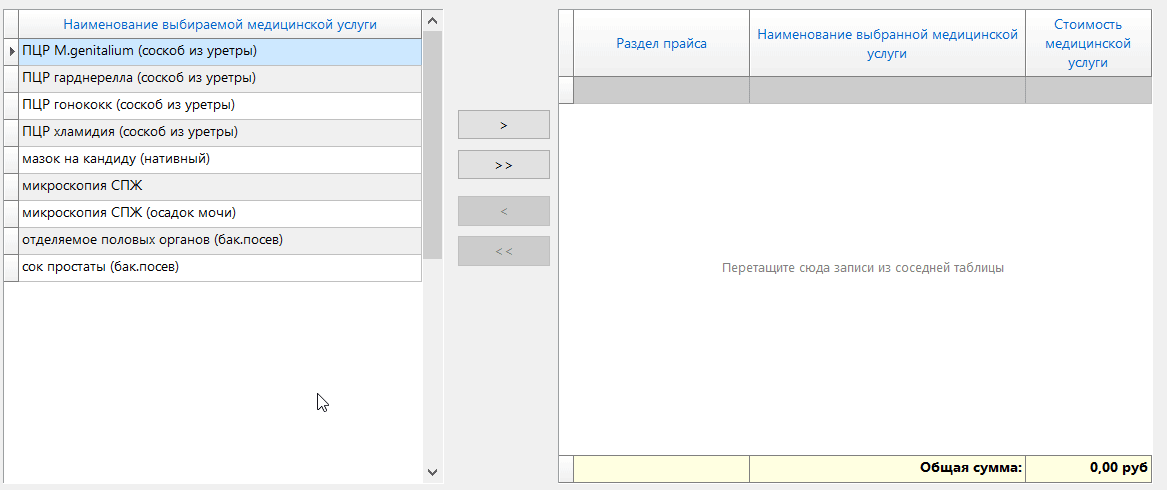 Наименование выбираемой медицинской услуги
ПЦР M.genitalium (соскоб из уретры)
ПЦР гарднерелла (соскоб из уретры)
ПЦР гонококк (соскоб из уретры)
ПЦР хламидия (соскоб из уретры)
мазок на кандиду (нативный)
микроскопия СПЖ
микроскопия СПЖ (осадок мочи)
отделяемое половых органов (бак.посев)
сок простаты (бак.посев)
>
>>
<
<<
Раздел прайса
Наименование выбранной медицинской
услуги
Стоимость
медицинской
услуги
Перетащите сюда записи из соседней таблицы
Общая сумма: 0,00 руб